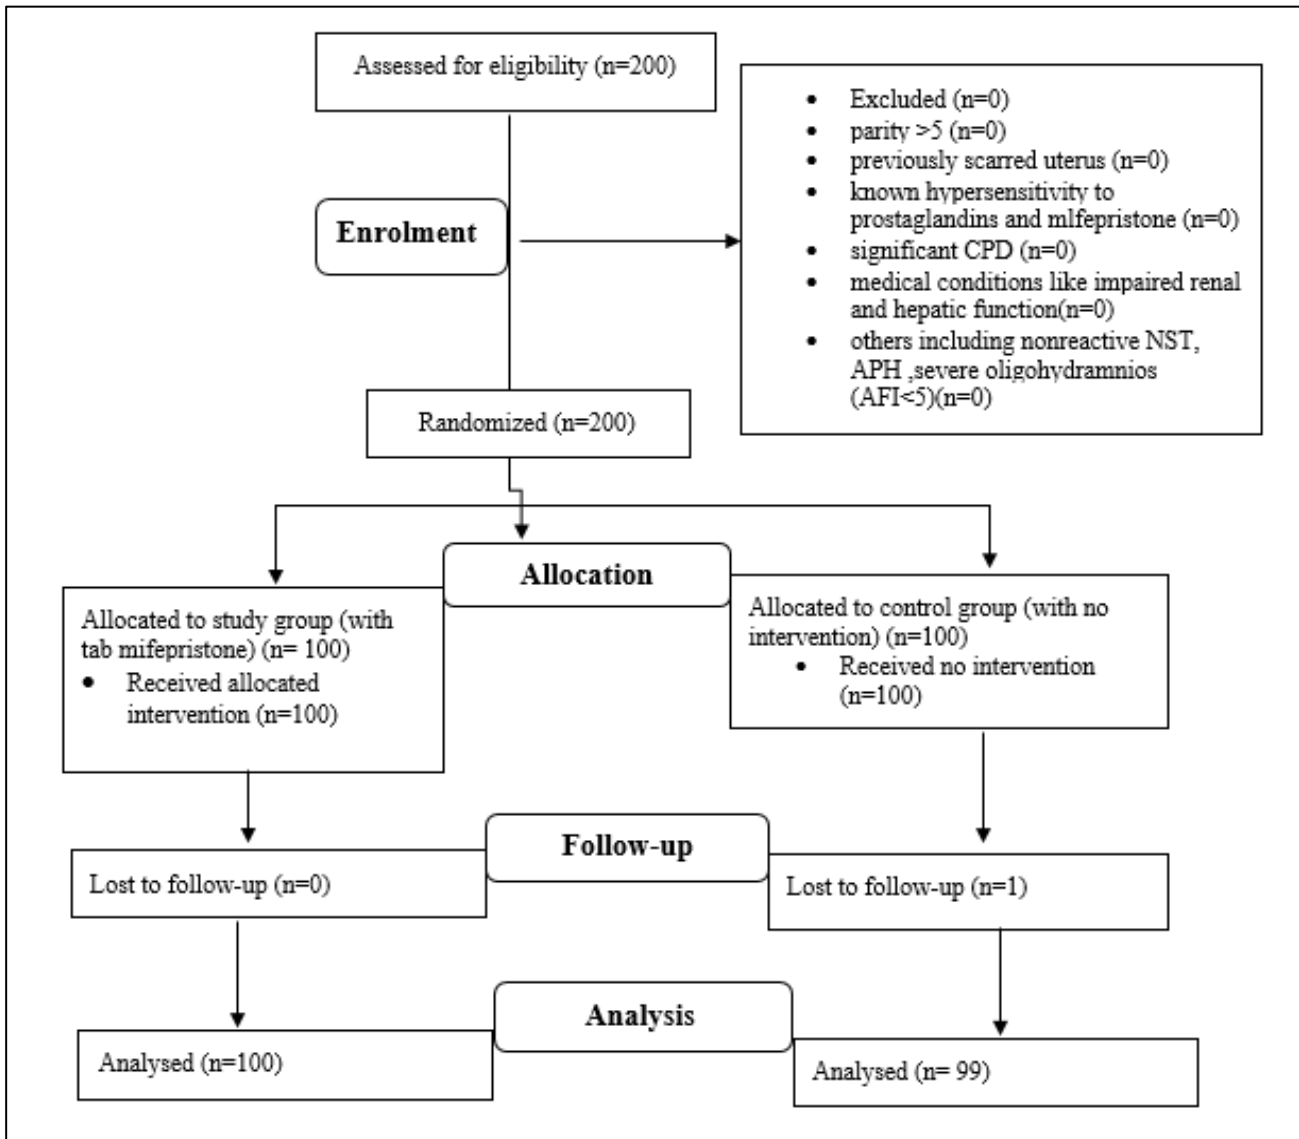 Assessed for eligibility (n=200)
• Excluded (n=0)
• parity >5 (n=0)
• previously scarred uterus (n=0)
• known hypersensitivity to
prostaglandins and mlfepristone (n=0)
• significant CPD (n=0)
• medical conditions like impaired renal
and hepatic function(n=0)
• others including nonreactive NST,
APH ,severe oligohydramnios
(AFI<5)(n=0)
Enrolment
Randomized (n=200)
Allocation
Allocated to study group (with
tab mifepristone) (n= 100)
• Received allocated
intervention (n=100)
Allocated to control group (with no
intervention) (n=100)
• Received no intervention
(n=100)
Follow-up
Lost to follow-up (n=0)
Lost to follow-up (n=1)
Analysis
Analysed (n=100)
Analysed (n= 99)